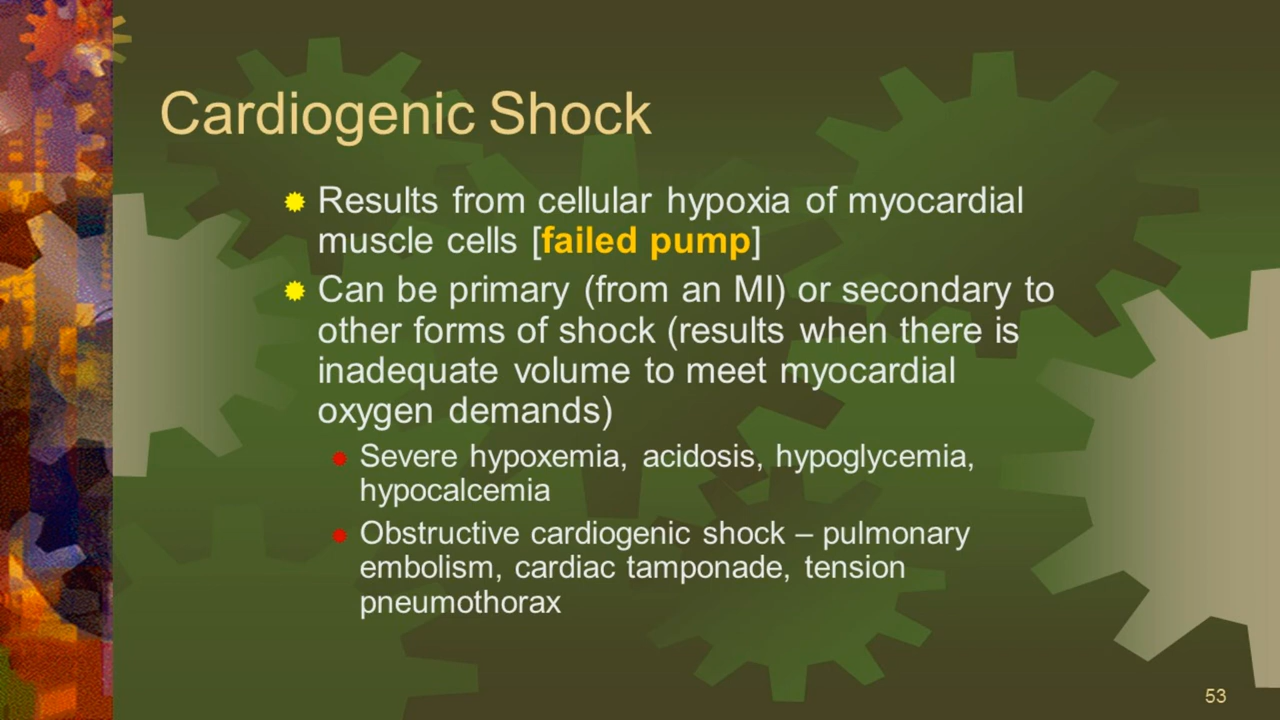 Cardiogenic Shock
Results from cellular hypoxia of myocardial
muscle cells [failed pump]
Can be primary (from an MI) or secondary to
other forms of shock (results when there is
inadequate volume to meet myocardial
oxygen demands)
Severe hypoxemia, acidosis, hypoglycemia,
hypocalcemia
Obstructive cardiogenic shock – pulmonary
embolism, cardiac tamponade, tension
pneumothorax
53